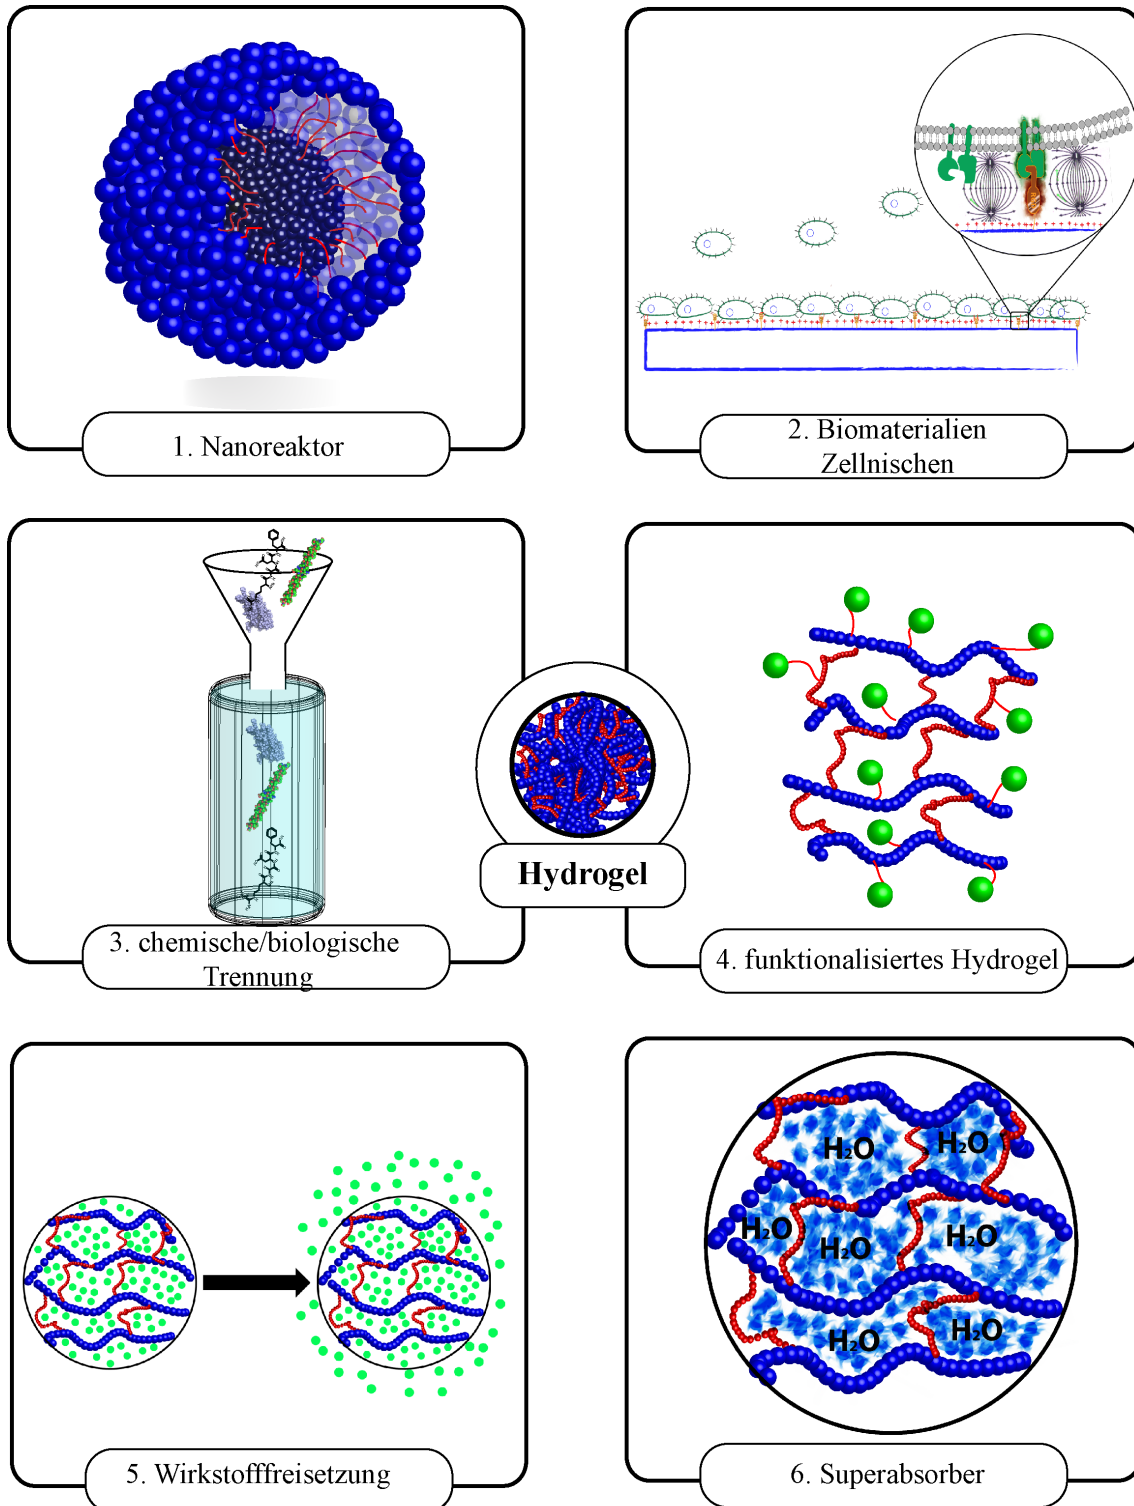 1. Nanoreaktor
2. Biomaterialien
Zellnischen
3. chemische/biologische
Trennung
Hydrogel
4. funktionalisiertes Hydrogel
H₂O
H₂O
H₂O
H₂O
H₂O
H₂O
H₂O
5. Wirkstofffreisetzung
6. Superabsorber